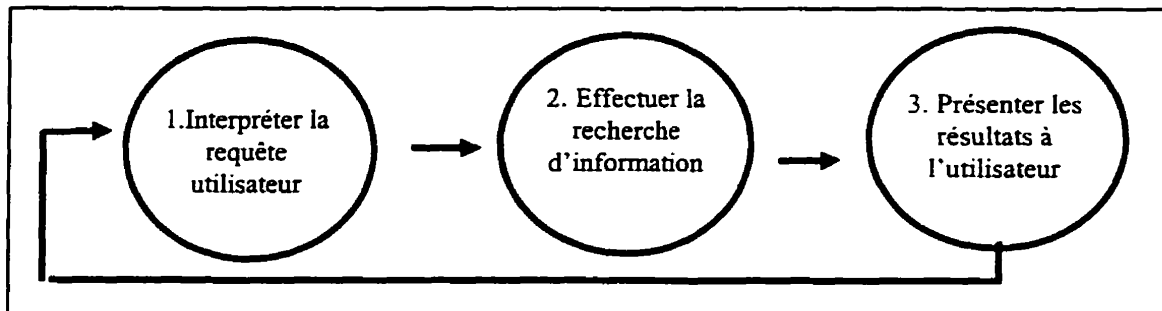 1.Interpréter la
requête
utilisateur
2. Effectuer la
recherche
d'information
3. Présenter les
résultats à
l'utilisateur